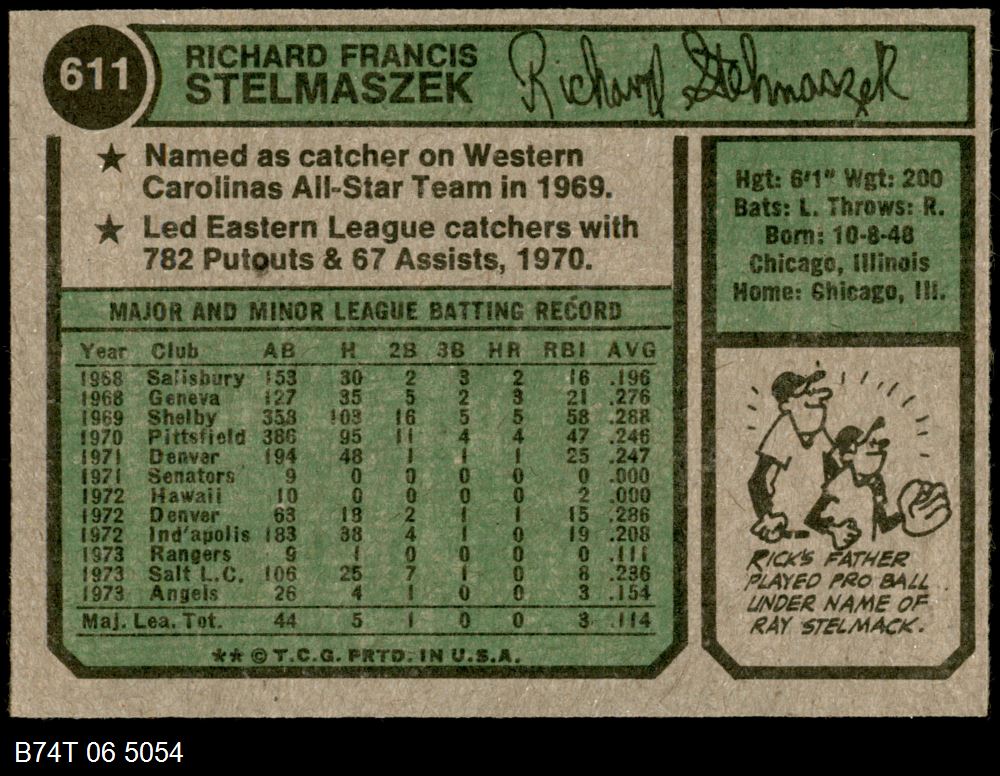 611
RICHARD FRANCIS
STELMASZEK
Richard Stelmaszek
★ Named as catcher on Western
Carolinas All-Star Team in 1969.
★ Led Eastern League catchers with
782 Putouts & 67 Assists, 1970.
MAJOR AND MINOR LEAGUE BATTING RECORD
Year Club AB H 2B 3B HR RBI AVG
1968 Salisbury 153 30 2 3 2 16 .196
1968 Geneva 127 35 5 2 3 21 .276
1969 Shelby 358 103 16 5 5 58 .288
1970 Pittsfield 386 95 11 4 4 47 .246
1971 Denver 194 48 1 1 1 25 .247
1971 Senators 9 0 0 0 0 0 .000
1972 Hawaii 10 0 0 0 0 2 .000
1972 Denver 63 18 2 1 1 15 .286
1972 Ind'apolis 183 38 4 1 0 19 .208
1973 Rangers 9 1 0 0 0 0 .111
1973 Salt L.C. 106 25 7 1 0 8 .236
1973 Angels 26 4 1 0 0 3 .154
Maj. Lea. Tot. 44 5 1 0 0 3 .114
** © T.C.G. PRTD. IN U.S.A.
Hgt: 6'1" Wgt: 200
Bats: L. Throws: R.
Born: 10-8-48
Chicago, Illinois
Home: Chicago, Ill.
RICK'S FATHER
PLAYED PRO BALL
UNDER NAME OF
RAY STELMACK.
B74T 06 5054